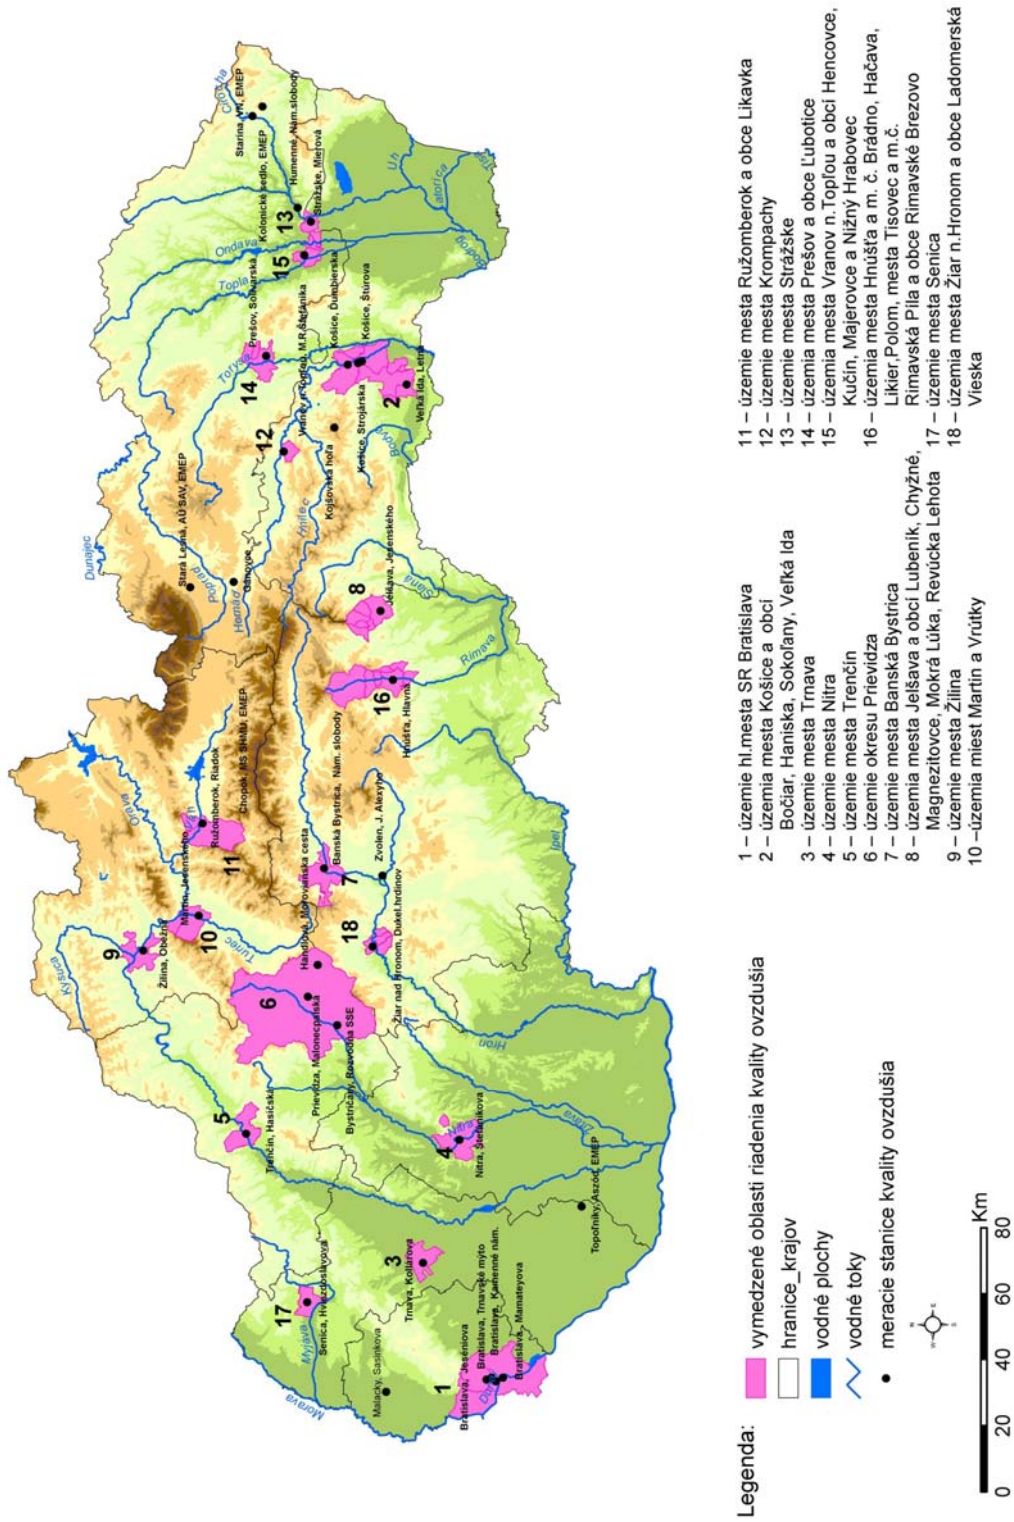 Dunajec
Orava
Kysuca
Poprad
Hornád
Hnilec
Torysa
Topla
Ondava
Cirocha
Uh
Latorica
Tisa
Bodrog
Bodva
Slaná
Rimava
Ipeľ
Hron
Žitava
Nitra
Turiec
Váh
Myjava
Morava
Dunaj
Starina, VN, EMEP
Kolonické sedlo, EMEP
Humenné, Nám.slobody
Strážske, Mierová
13
15
Prešov, Solivarská
14
Vranov n.Topľou, M.R.Štefánika
12
Košice, Ďumbierska
Košice, Štúrova
Košice, Strojárska
2
Veľká Ida, Letná
Kojšovská hoľa
Stará Lesná, AÚ SAV, EMEP
Gánovce
8
Jelšava, Jesenského
16
Hnúšťa, Hlavná
Chopok, MS SHMÚ, EMEP
Ružomberok, Riadok
11
Martin, Jesenského
10
9
Žilina, Obežná
Banská Bystrica, Nám. slobody
7
Zvolen, J. Alexyho
18
Žiar nad Hronom, Dukel.hrdinov
Handlová, Morovianska cesta
6
Prievidza, Malonecpalská
Bystričany, Rozvodňa SSE
5
Trenčín, Hasičská
4
Nitra, Štefánikova
Topoľníky, Aszód, EMEP
3
Trnava, Kollárova
17
Senica, Hviezdoslavova
Malacky, Sasinkova
1
Bratislava, Jeséniova
Bratislava, Trnavské mýto
Bratislava, Kamenné nám.
Bratislava, Mamateyova
Legenda:
vymedzené oblasti riadenia kvality ovzdušia
hranice_krajov
vodné plochy
vodné toky
meracie stanice kvality ovzdušia
N
W
E
S
0 20 40 60 80
Km
1 – územie hl.mesta SR Bratislava
2 – územia mesta Košice a obcí
Bočiar, Haniska, Sokoľany, Veľká Ida
3 – územie mesta Trnava
4 – územie mesta Nitra
5 – územie mesta Trenčín
6 – územie okresu Prievidza
7 – územie mesta Banská Bystrica
8 – územia mesta Jelšava a obcí Lubeník, Chyžné,
Magnezitovce, Mokrá Lúka, Revúcka Lehota
9 – územie mesta Žilina
10 –územia miest Martin a Vrútky
11 – územie mesta Ružomberok a obce Likavka
12 – územie mesta Krompachy
13 – územie mesta Strážske
14 – územia mesta Prešov a obce Ľubotice
15 – územia mesta Vranov n.Topľou a obcí Hencovce,
Kučín, Majerovce a Nižný Hrabovec
16 – územia mesta Hnúšťa a m. č. Brádno, Hačava,
Likier,Polom, mesta Tisovec a m.č.
Rimavská Píla a obce Rimavské Brezovo
17 – územie mesta Senica
18 – územia mesta Žiar n.Hronom a obce Ladomerská
Vieska